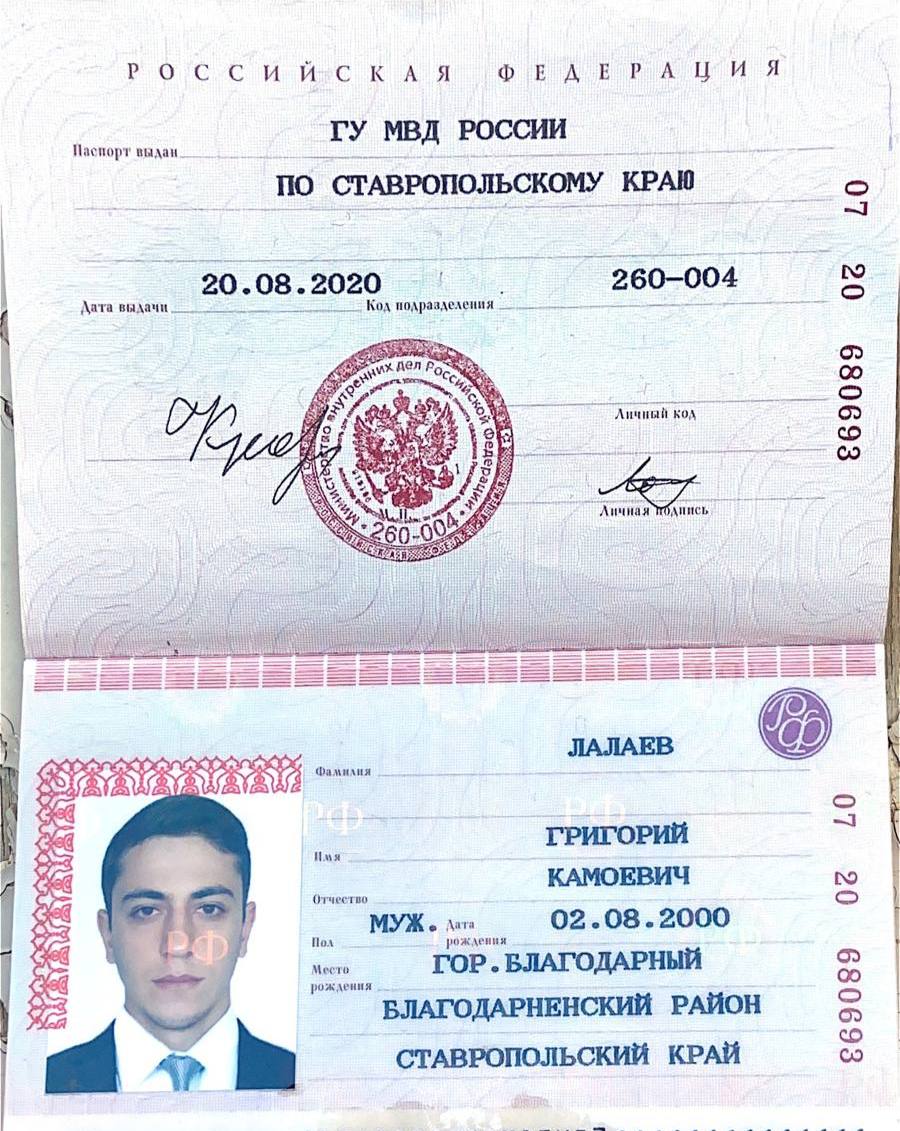 РОССИЙСКАЯ ФЕДЕРАЦИЯ
ГУ МВД РОССИИ
Паспорт выдан
ПО СТАВРОПОЛЬСКОМУ КРАЮ
20.08.2020 260-004
Дата выдачи Код подразделения
07 20 680693
Министерство внутренних дел Российской Федерации
РОССИЙСКАЯ ФЕДЕРАЦИЯ
М.П.
260-004
Личный код
Личная подпись
РФ
ЛАЛАЕВ
Фамилия
РФ РФ
ГРИГОРИЙ
Имя
КАМОЕВИЧ
Отчество
МУЖ. Дата рождения 02.08.2000
Пол
РФ РФ
Место рождения ГОР.БЛАГОДАРНЫЙ
БЛАГОДАРНЕНСКИЙ РАЙОН
СТАВРОПОЛЬСКИЙ КРАЙ
07 20 680693